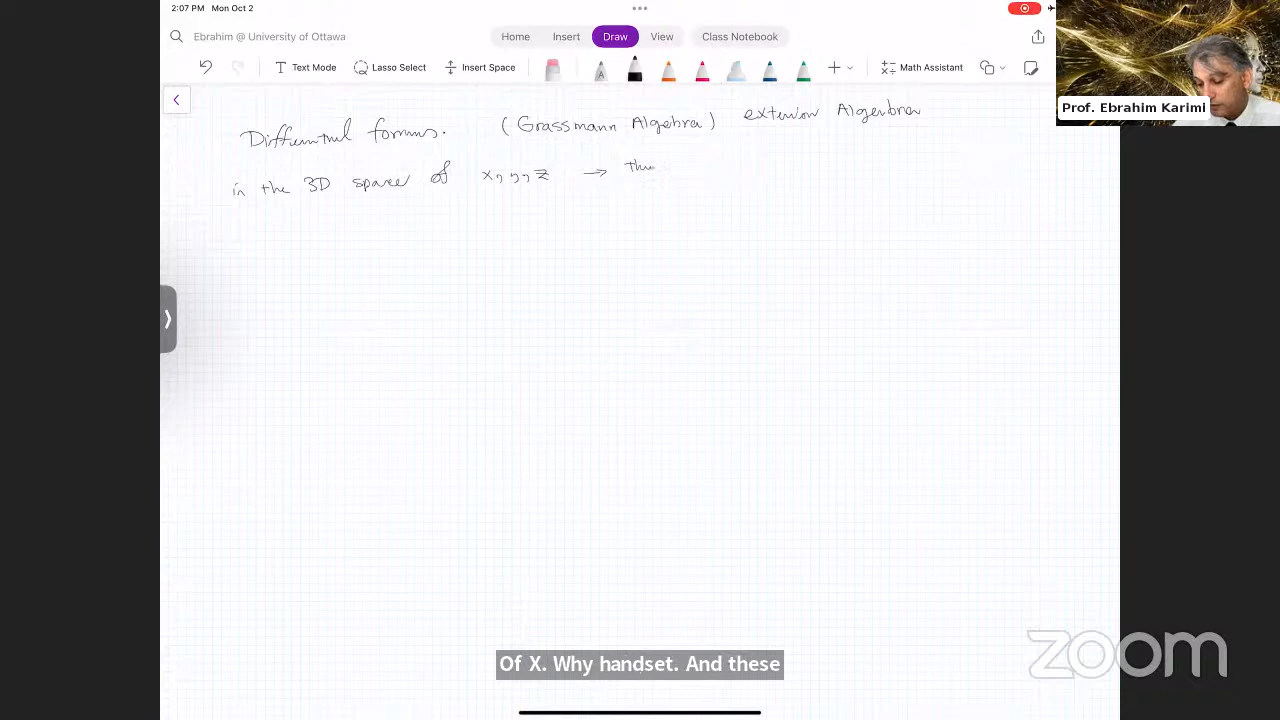 2:07 PM Mon Oct 2
Ebrahim @ University of Ottawa
Home Insert Draw View Class Notebook
Text Mode Lasso Select Insert Space Math Assistant
Prof. Ebrahim Karimi
Differential Forms. (Grassmann Algebra) exterior Algebra
in the 3D space of x, y, z → the
Of X. Why handset. And these
zoom